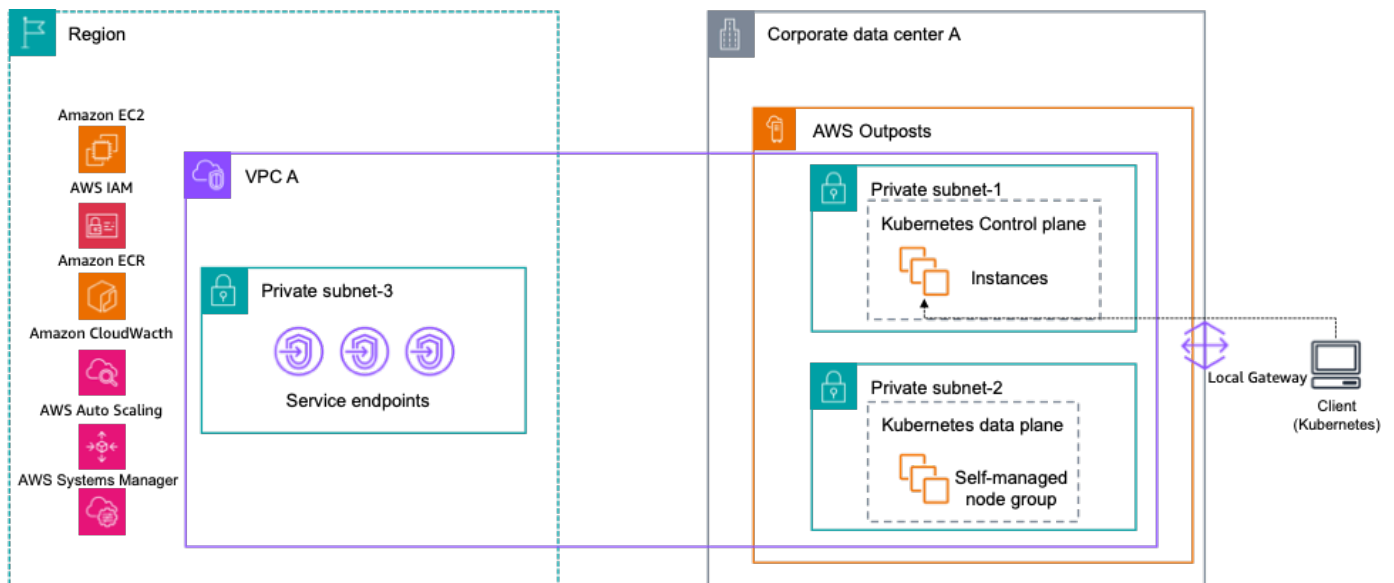 Region
Corporate data center A
Amazon EC2
AWS Outposts
VPC A
AWS IAM
Private subnet-1
Kubernetes Control plane
Amazon ECR
Instances
Private subnet-3
Amazon CloudWacth
Service endpoints
Private subnet-2
Local Gateway
Client
(Kubernetes)
AWS Auto Scaling
Kubernetes data plane
AWS Systems Manager
Self-managed
node group